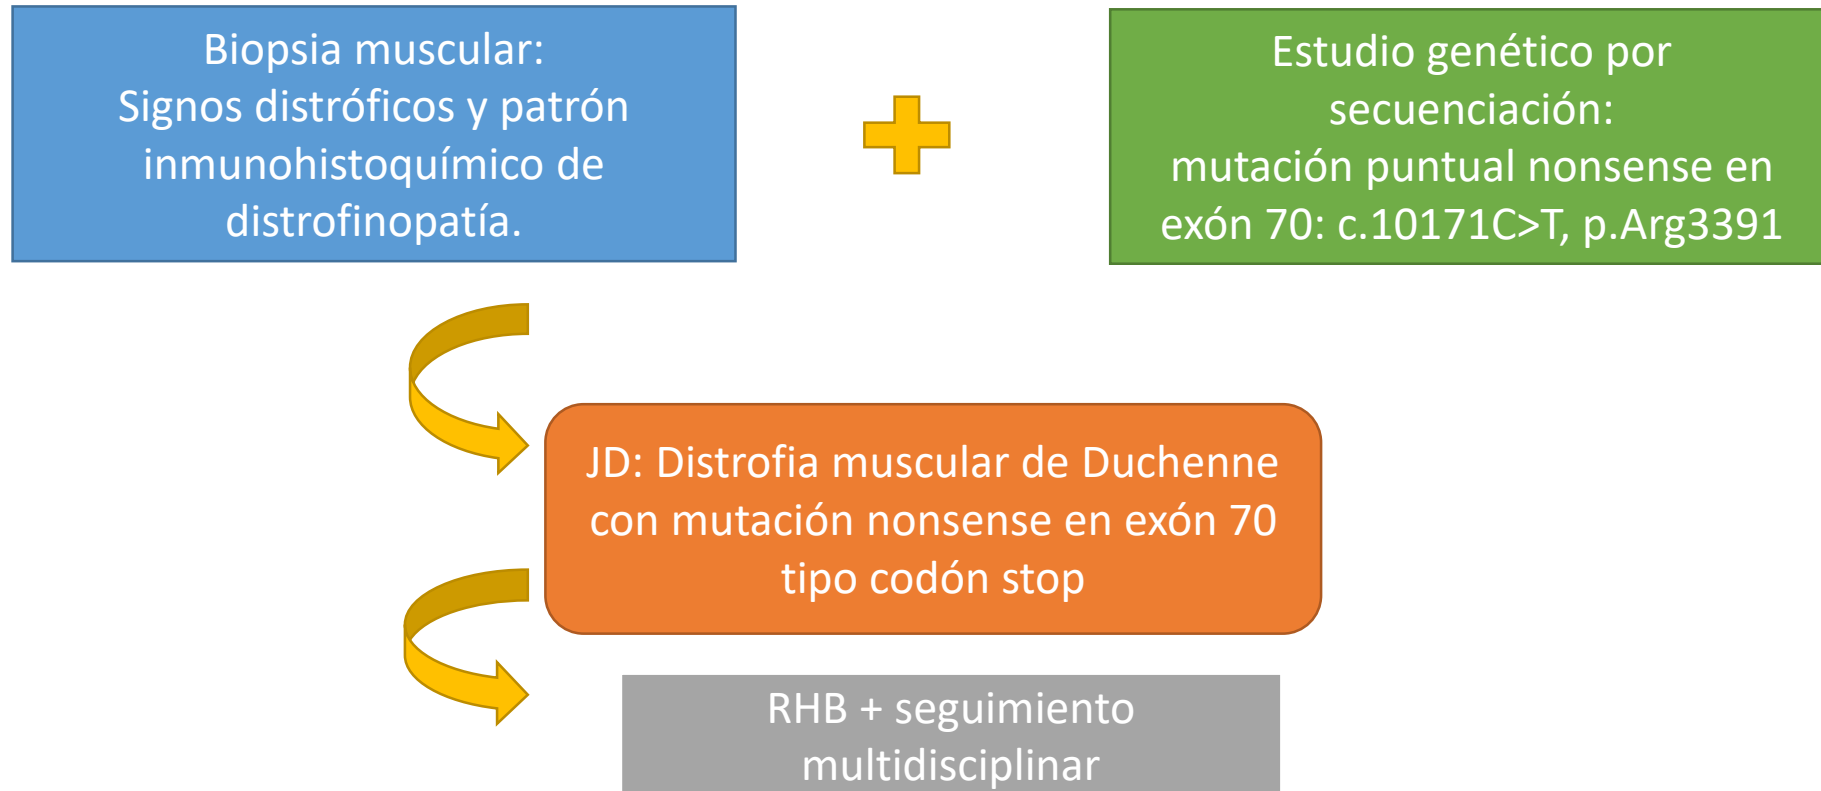 Biopsia muscular:
Signos distróficos y patrón
inmunohistoquímico de
distrofinopatía.
Estudio genético por
secuenciación:
mutación puntual nonsense en
exón 70: c.10171C>T, p.Arg3391
JD: Distrofia muscular de Duchenne
con mutación nonsense en exón 70
tipo codón stop
RHB + seguimiento
multidisciplinar